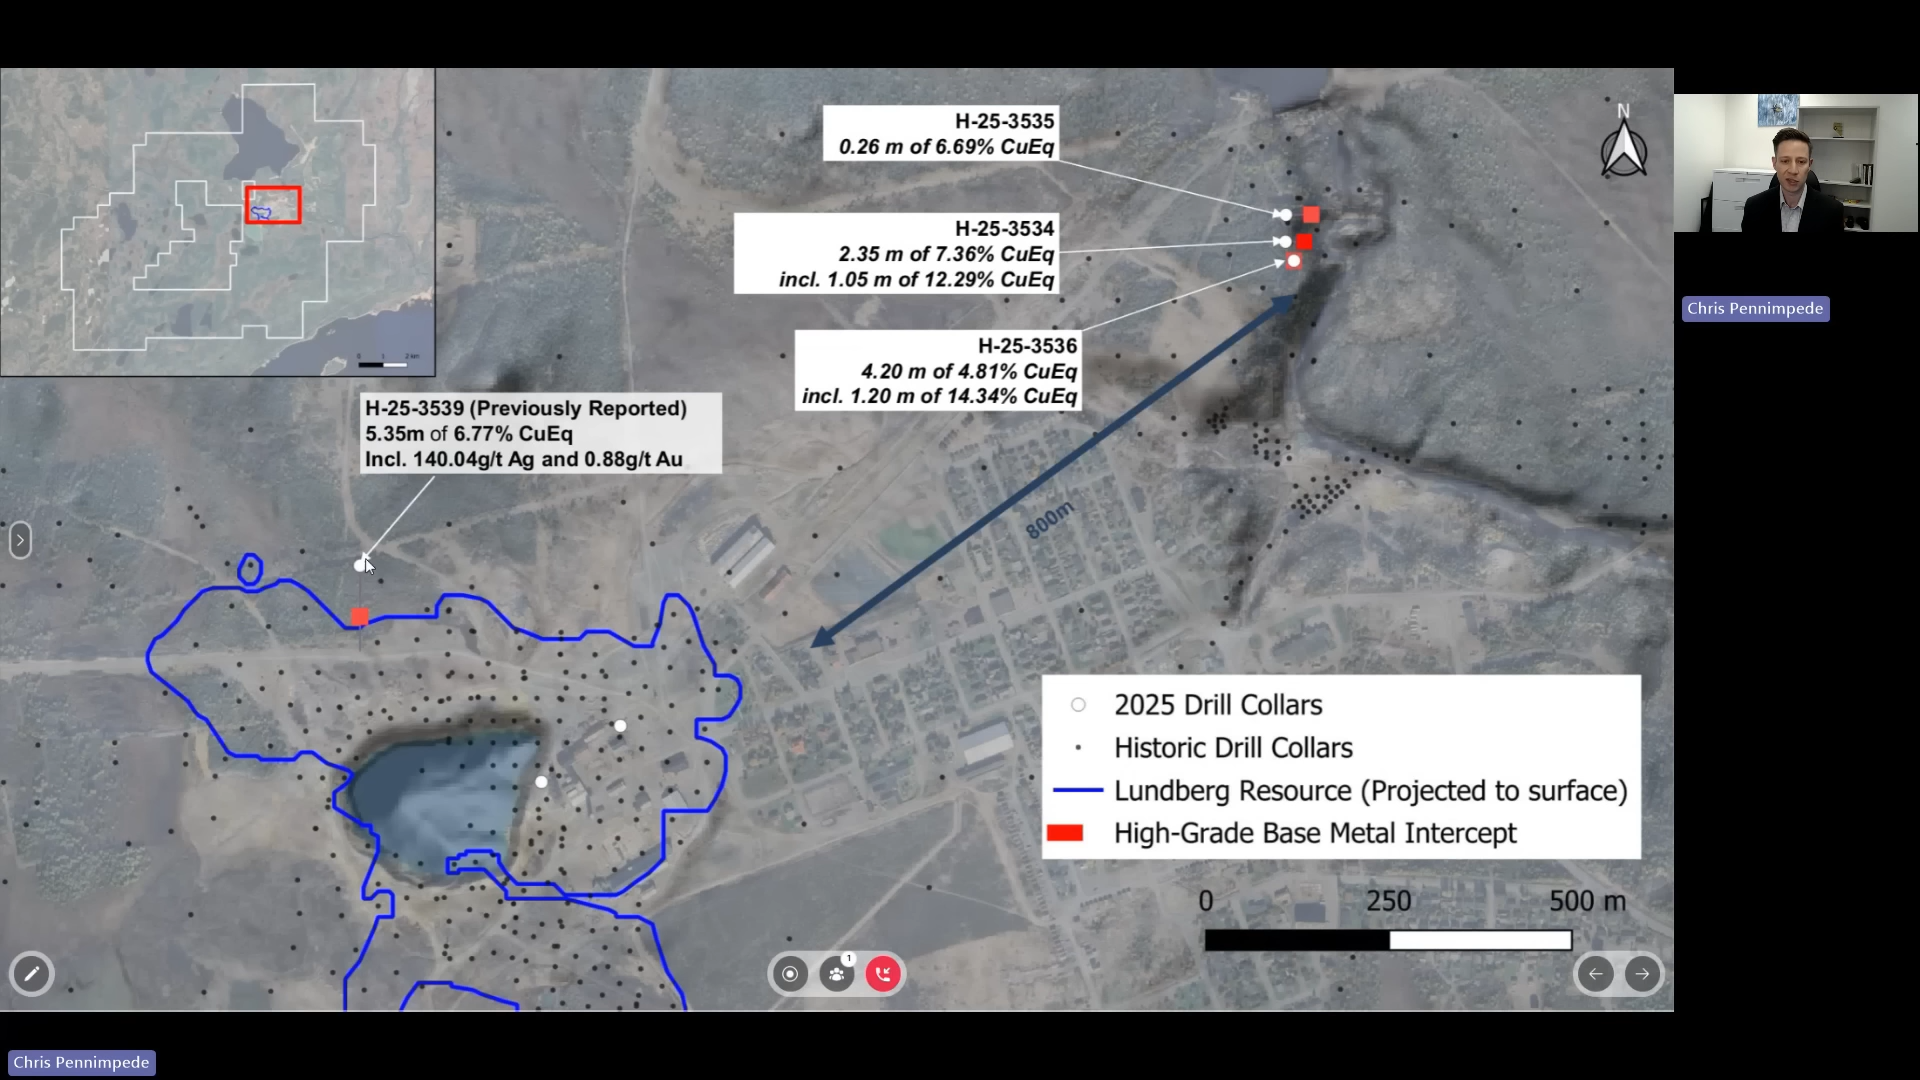 H-25-3535
0.26 m of 6.69% CuEq
N
H-25-3534
2.35 m of 7.36% CuEq
incl. 1.05 m of 12.29% CuEq
Chris Pennimpede
H-25-3536
4.20 m of 4.81% CuEq
incl. 1.20 m of 14.34% CuEq
0 1 2 km
H-25-3539 (Previously Reported)
5.35m of 6.77% CuEq
Incl. 140.04g/t Ag and 0.88g/t Au
800m
2025 Drill Collars
Historic Drill Collars
Lundberg Resource (Projected to surface)
High-Grade Base Metal Intercept
0 250 500 m
1
Chris Pennimpede